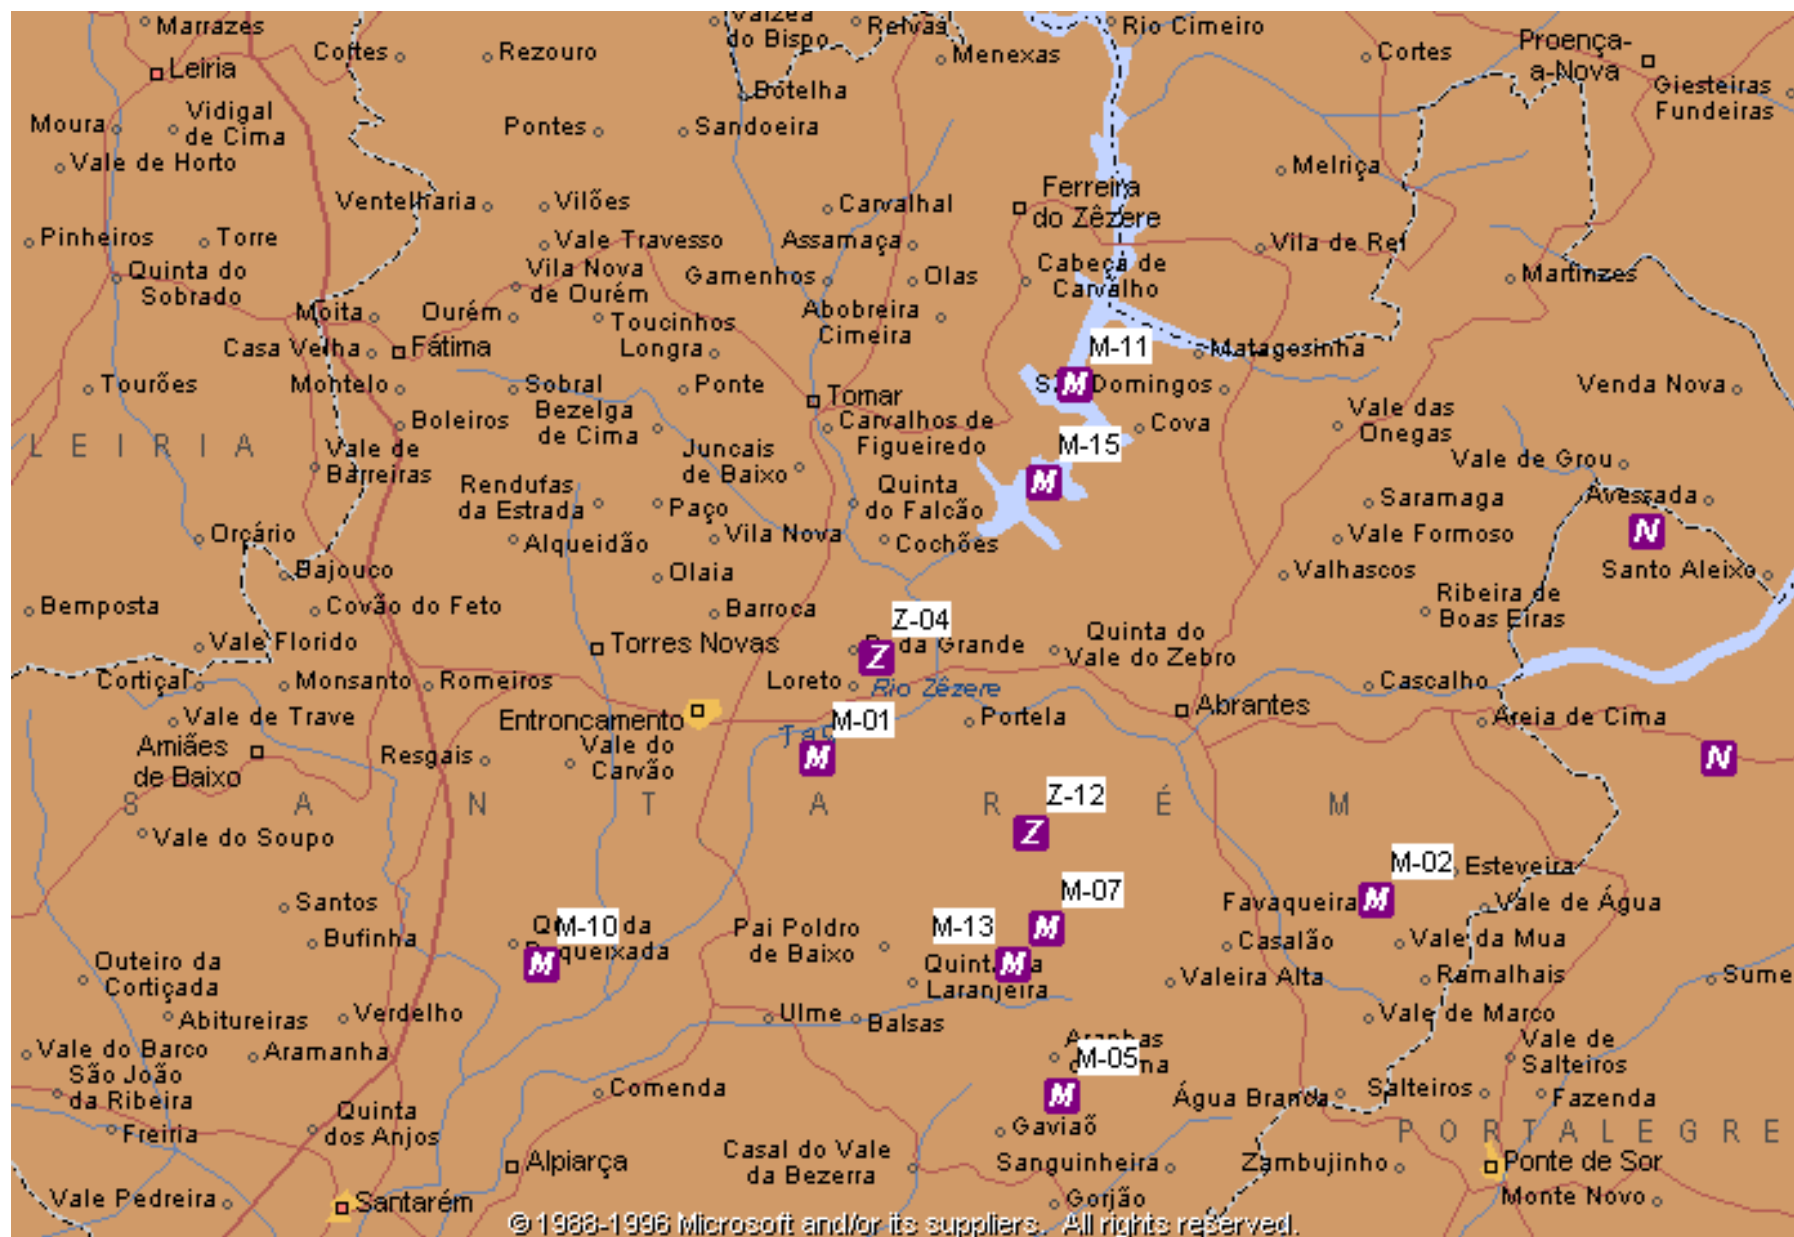 Marrazes
Várzea
do Bispo
Relvas
Rio Cimeiro
Cortes
Rezouro
Menexas
Cortes
Proença-
a-Nova
Leiria
Giesteiras
Fundeiras
Botelha
Vidigal
de Cima
Moura
Pontes
Sandoeira
Vale de Horto
Melriça
Ferreira
do Zêzere
Ventelharia
Vilões
Carvalhal
Pinheiros
Torre
Vale Travesso
Assamaça
Vila de Rei
Quinta do
Sobrado
Vila Nova
de Ourém
Gamenhos
Olas
Cabeça de
Carvalho
Martinzes
Moita
Ourém
Toucinhos
Abobreira
Cimeira
Casa Velha
Fátima
Longra
M-11
Matagosinha
Tourões
Montelo
Sobral
Ponte
Domingos
Venda Nova
Tomar
Boleiros
Bezelga
de Cima
Carvalhos de
Figueiredo
Cova
Vale das
Onegas
LEIRIA
Vale de
Barreiras
Juncais
de Baixo
M-15
M
Vale de Grou
Rendufas
da Estrada
Paço
Quinta
do Falcão
M
Saramaga
Avessada
Orcário
Alqueidão
Vila Nova
Cochões
Vale Formoso
N
Bajouco
Olaia
Valhascos
Santo Aleixo
Bemposta
Covão do Feto
Barroca
Ribeira de
Boas Eiras
Z-04
Vale Florido
Torres Novas
Z
da Grande
Quinta do
Vale do Zebro
Cortiçal
Monsanto
Romeiros
Loreto
Rio Zêzere
Cascalho
Vale de Trave
Entroncamento
M-01
Portela
Abrantes
Areia de Cima
Amiães
de Baixo
Resgais
Vale do
Carvão
M
N
SANTARÉM
Z-12
Vale do Soupo
Z
M-02
Esteveira
M-07
Santos
Favaqueira
M
Vale de Água
Bufinha
M-10
da
queixada
M
Pai Poldro
de Baixo
M-13
M
Casalão
Vale da Mua
Outeiro da
Cortiçada
Laranjeira
M
Valeira Alta
Ramalhais
Sume
Abitureiras
Verdelho
Ulme
Balsas
Vale de Marco
Vale do Barco
Aramanha
M-05
Vale de
Salteiros
São João
da Ribeira
Comenda
M
Água Branda
Salteiros
Fazenda
Freiria
Quinta
dos Anjos
Gaviaõ
PORTALEGRE
Alpiarça
Casal do Vale
da Bezerra
Sanguinheira
Zambujinho
Ponte de Sor
Vale Pedreira
Santarém
Gorjão
Monte Novo
© 1988-1996 Microsoft and/or its suppliers. All rights reserved.